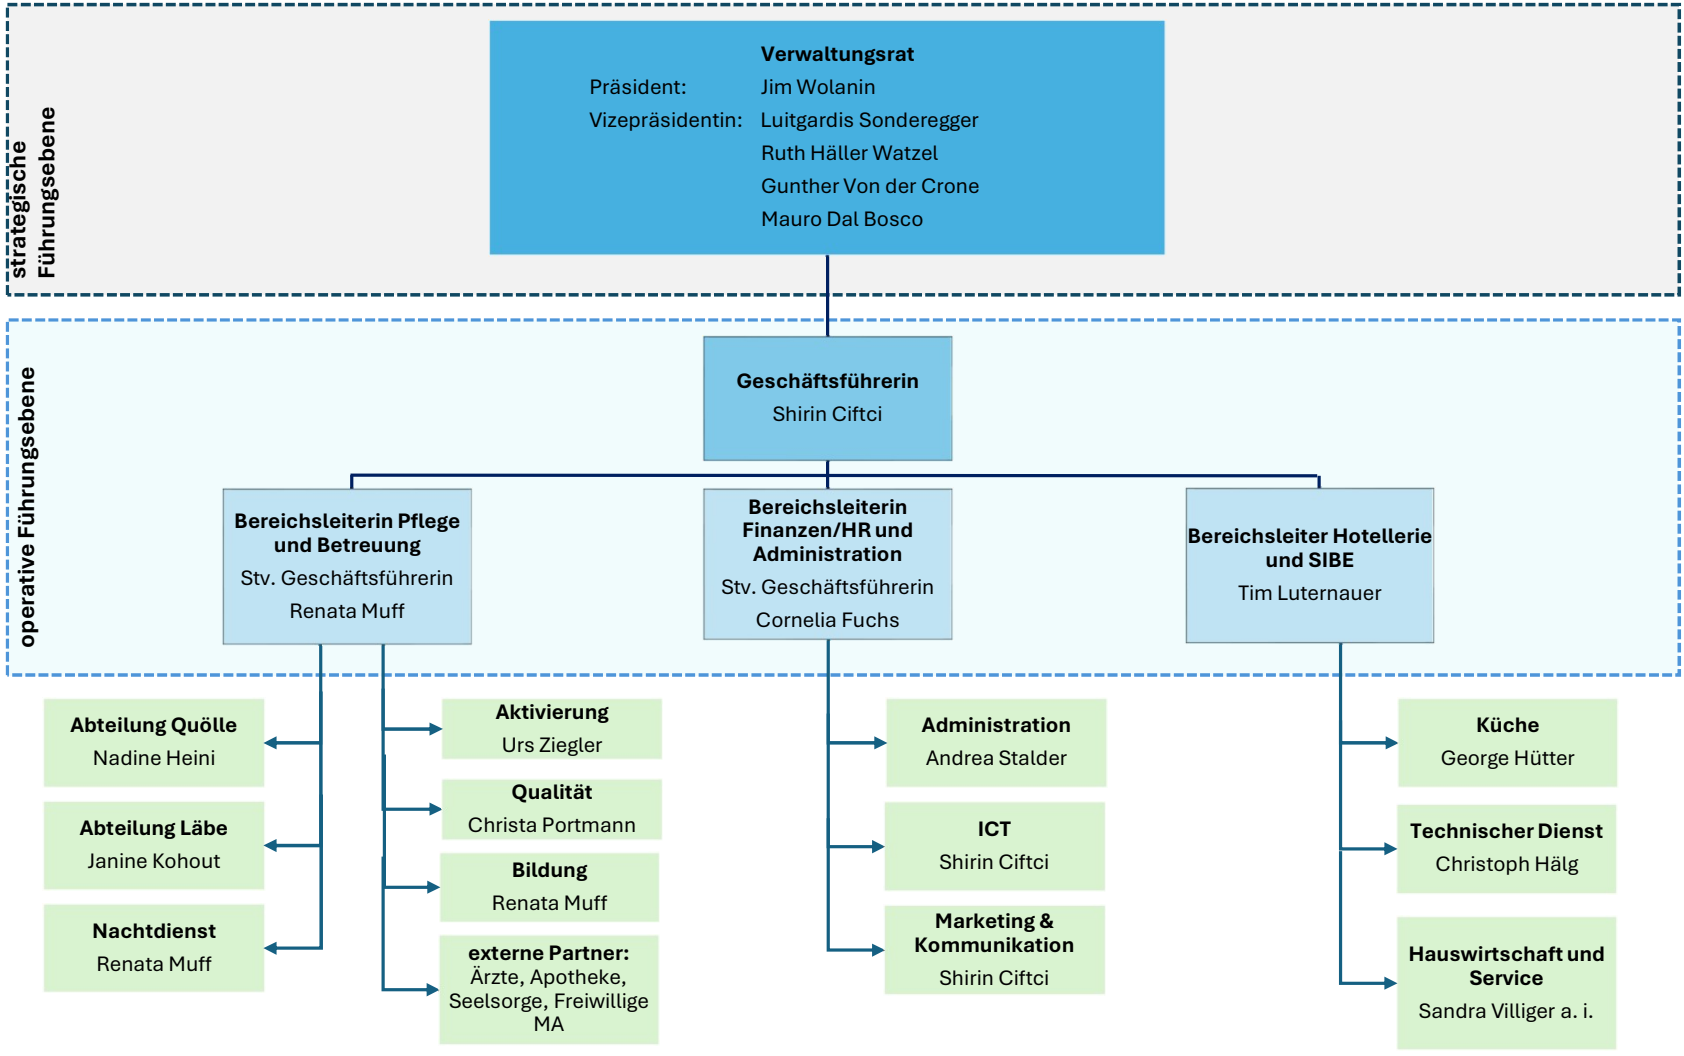 strategische
Führungsebene
Verwaltungsrat
Präsident: Jim Wolanin
Vizepräsidentin: Luitgardis Sonderegger
Ruth Häller Watzel
Gunther Von der Crone
Mauro Dal Bosco
operative Führungsebene
Geschäftsführerin
Shirin Ciftci
Bereichsleiterin Pflege
und Betreuung
Stv. Geschäftsführerin
Renata Muff
Bereichsleiterin
Finanzen/HR und
Administration
Stv. Geschäftsführerin
Cornelia Fuchs
Bereichsleiter Hotellerie
und SIBE
Tim Luternauer
Abteilung Quölle
Nadine Heini
Abteilung Läbe
Janine Kohout
Nachtdienst
Renata Muff
Aktivierung
Urs Ziegler
Qualität
Christa Portmann
Bildung
Renata Muff
externe Partner:
Ärzte, Apotheke,
Seelsorge, Freiwillige
MA
Administration
Andrea Stalder
ICT
Shirin Ciftci
Marketing &
Kommunikation
Shirin Ciftci
Küche
George Hütter
Technischer Dienst
Christoph Hälg
Hauswirtschaft und
Service
Sandra Villiger a. i.